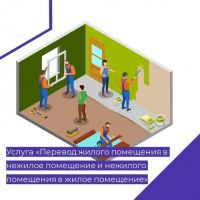 Услуга «Перевод жилого помещения в
нежилое помещение и нежилого
помещения в жилое помещение»